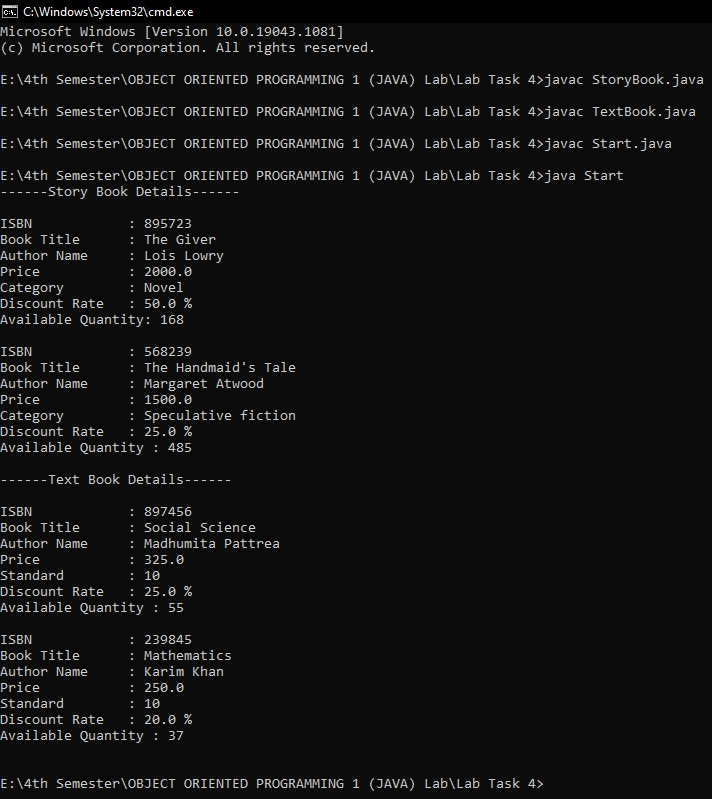 C:\Windows\System32\cmd.exe
Microsoft Windows [Version 10.0.19043.1081]
(c) Microsoft Corporation. All rights reserved.
E:\4th Semester\OBJECT ORIENTED PROGRAMMING 1 (JAVA) Lab\Lab Task 4>javac StoryBook.java
E:\4th Semester\OBJECT ORIENTED PROGRAMMING 1 (JAVA) Lab\Lab Task 4>javac TextBook.java
E:\4th Semester\OBJECT ORIENTED PROGRAMMING 1 (JAVA) Lab\Lab Task 4>javac Start.java
E:\4th Semester\OBJECT ORIENTED PROGRAMMING 1 (JAVA) Lab\Lab Task 4>java Start
------Story Book Details------
ISBN            : 895723
Book Title      : The Giver
Author Name     : Lois Lowry
Price           : 2000.0
Category        : Novel
Discount Rate   : 50.0 %
Available Quantity: 168
ISBN            : 568239
Book Title      : The Handmaid's Tale
Author Name     : Margaret Atwood
Price           : 1500.0
Category        : Speculative fiction
Discount Rate   : 25.0 %
Available Quantity : 485
------Text Book Details------
ISBN            : 897456
Book Title      : Social Science
Author Name     : Madhumita Pattrea
Price           : 325.0
Standard        : 10
Discount Rate   : 25.0 %
Available Quantity : 55
ISBN            : 239845
Book Title      : Mathematics
Author Name     : Karim Khan
Price           : 250.0
Standard        : 10
Discount Rate   : 20.0 %
Available Quantity : 37
E:\4th Semester\OBJECT ORIENTED PROGRAMMING 1 (JAVA) Lab\Lab Task 4>